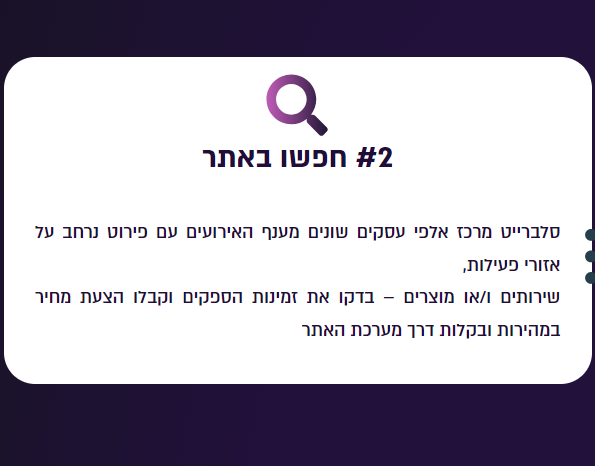 #2 חפשו באתר
סלברייט מרכז אלפי עסקים שונים מענף האירועים עם פירוט נרחב על
אזורי פעילות,
שירותים ו/או מוצרים – בדקו את זמינות הספקים וקבלו הצעת מחיר
במהירות ובקלות דרך מערכת האתר